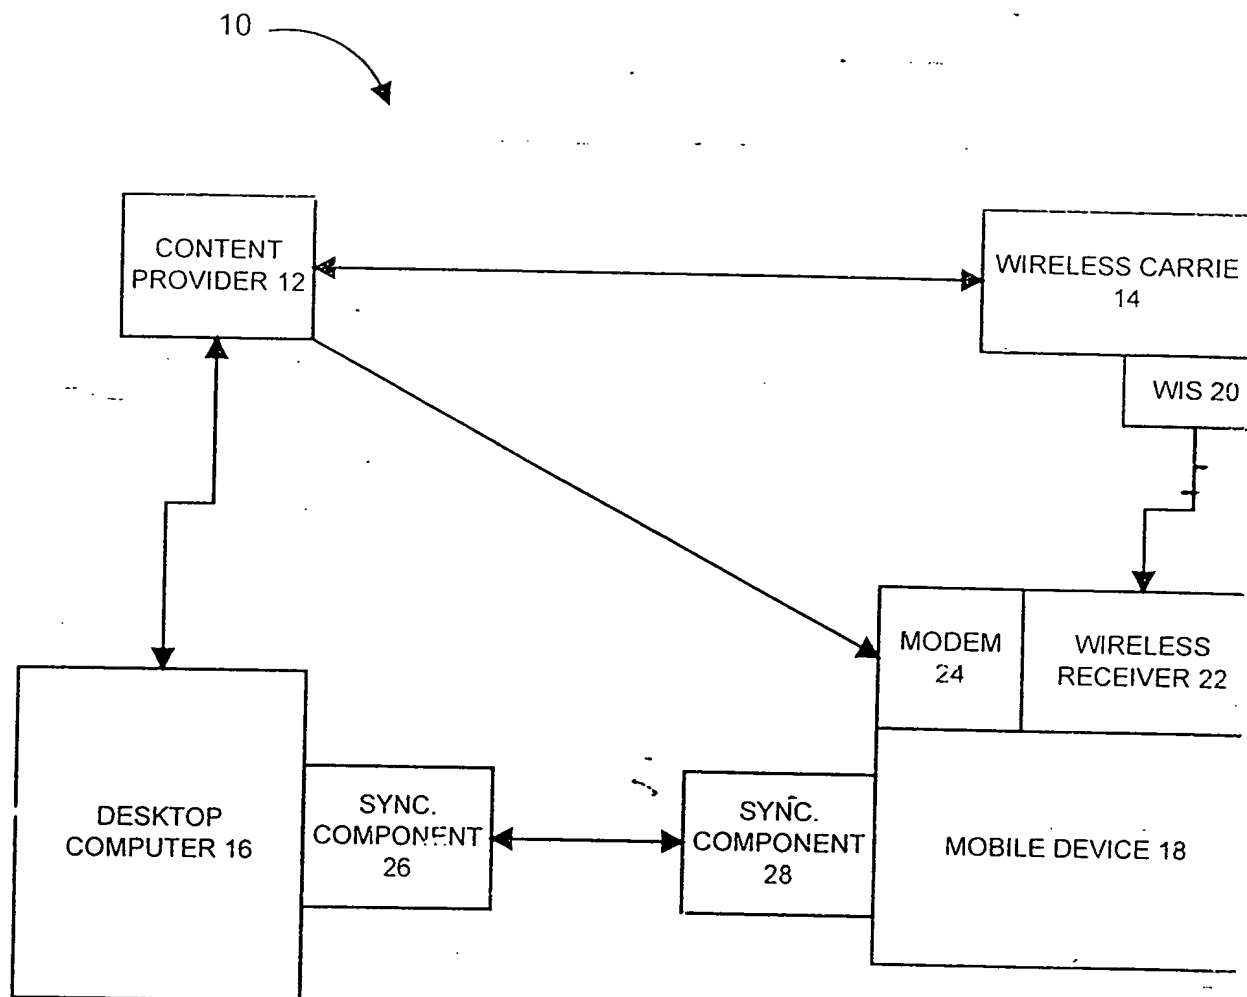 10
CONTENT
PROVIDER 12
WIRELESS CARRIE
14
WIS 20
MODEM
24
WIRELESS
RECEIVER 22
DESKTOP
COMPUTER 16
SYNC.
COMPONENT
26
SYNC.
COMPONENT
28
MOBILE DEVICE 18